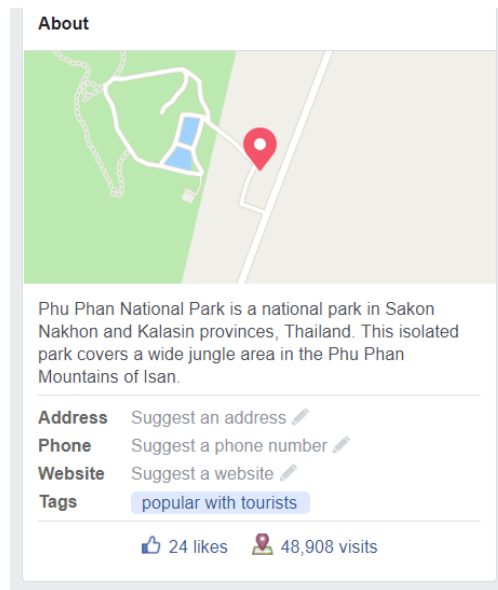 About
Phu Phan National Park is a national park in Sakon
Nakhon and Kalasin provinces, Thailand. This isolated
park covers a wide jungle area in the Phu Phan
Mountains of Isan.
Address Suggest an address
Phone Suggest a phone number
Website Suggest a website
Tags popular with tourists
24 likes 48,908 visits